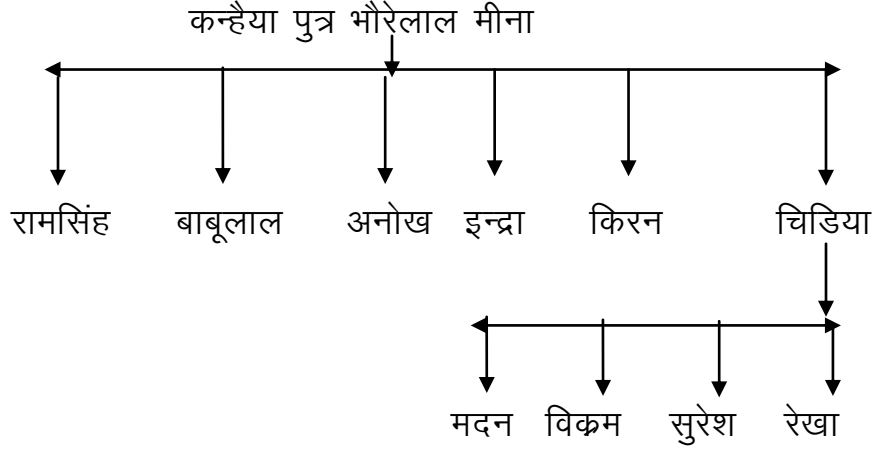 कन्हैया पुत्र भौरेलाल मीना
रामसिंह बाबूलाल अनोख इन्द्रा किरन चिडिया
मदन विक्रम सुरेश रेखा